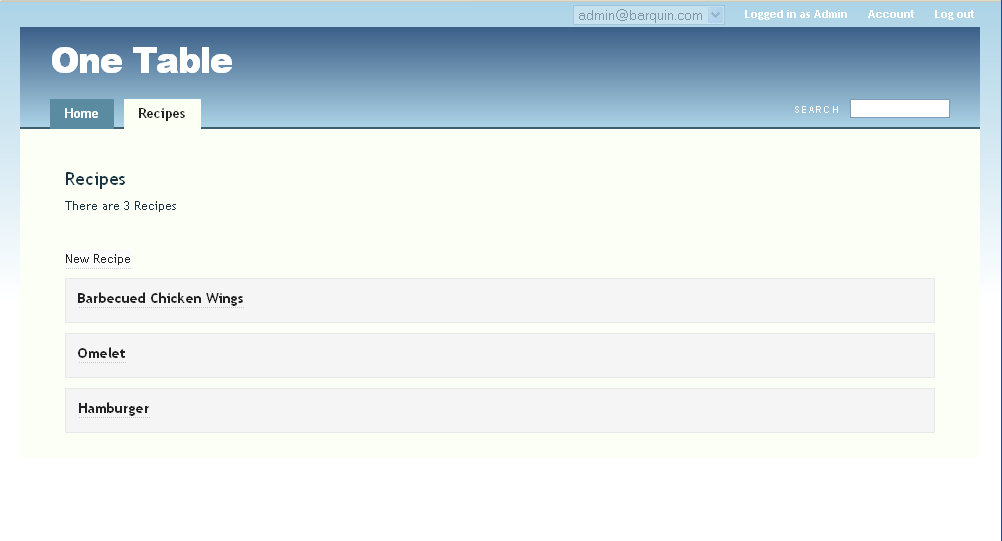 admin@barquin.com Logged in as Admin Account Log out
One Table
Home Recipes SEARCH
Recipes
There are 3 Recipes
New Recipe
Barbecued Chicken Wings
Omelet
Hamburger